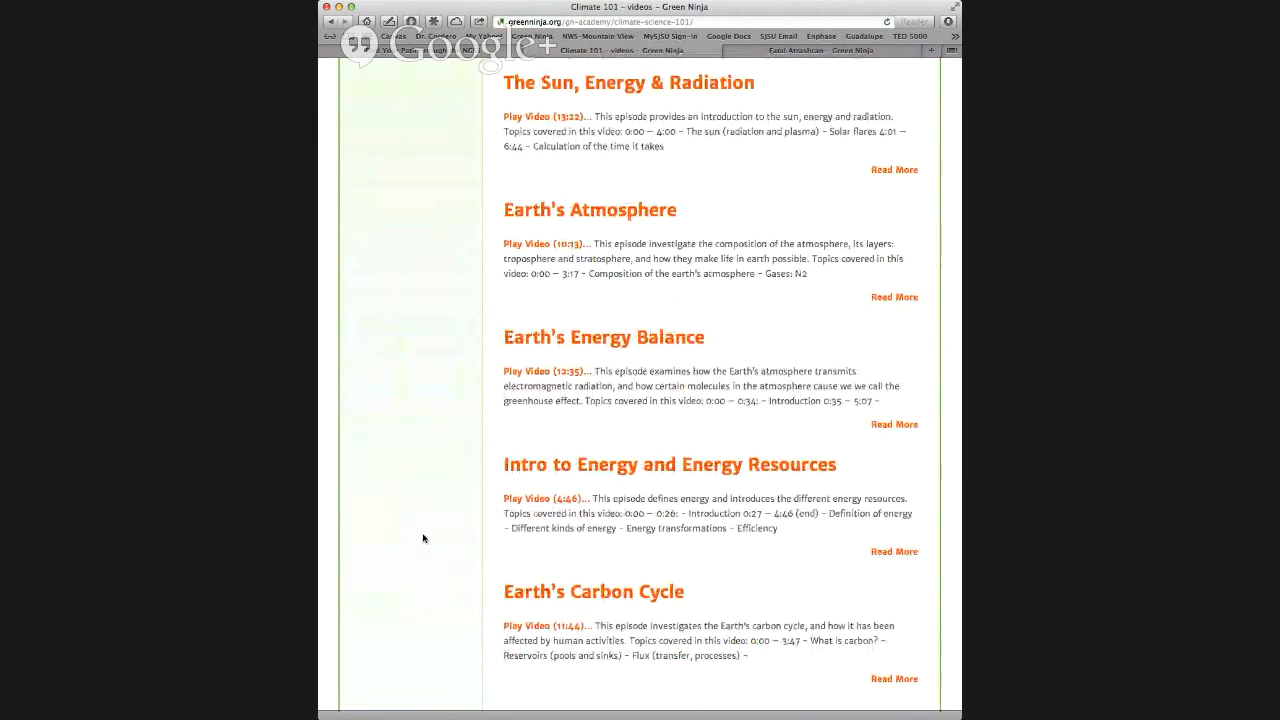 Climate 101 – videos – Green Ninja
greenninja.org/gn-academy/climate-science-101/
Reader
Canvas Dr. Cordero My Yahoo! Green Ninja NWS-Mountain View MySJSU Sign-in Google Docs SJSU Email Enphase Guadalupe TED 5000
Google+
Climate 101 – videos – Green Ninja
Fatal Attashcan – Green Ninja
The Sun, Energy & Radiation
Play Video (13:22)... This episode provides an introduction to the sun, energy and radiation.
Topics covered in this video: 0:00 – 4:00 – The sun (radiation and plasma) – Solar flares 4:01 –
6:44 – Calculation of the time it takes
Read More
Earth's Atmosphere
Play Video (10:13)... This episode investigate the composition of the atmosphere, its layers:
troposphere and stratosphere, and how they make life in earth possible. Topics covered in this
video: 0:00 – 3:17 – Composition of the earth's atmosphere – Gases: N2
Read More
Earth's Energy Balance
Play Video (12:35)... This episode examines how the Earth's atmosphere transmits
electromagnetic radiation, and how certain molecules in the atmosphere cause we we call the
greenhouse effect. Topics covered in this video: 0:00 – 0:34: – Introduction 0:35 – 5:07 –
Read More
Intro to Energy and Energy Resources
Play Video (4:46)... This episode defines energy and introduces the different energy resources.
Topics covered in this video: 0:00 – 0:26: – Introduction 0:27 – 4:46 (end) – Definition of energy
– Different kinds of energy – Energy transformations – Efficiency
Read More
Earth's Carbon Cycle
Play Video (11:44)... This episode investigates the Earth's carbon cycle, and how it has been
affected by human activities. Topics covered in this video: 0:00 – 3:47 – What is carbon? –
Reservoirs (pools and sinks) – Flux (transfer, processes) –
Read More